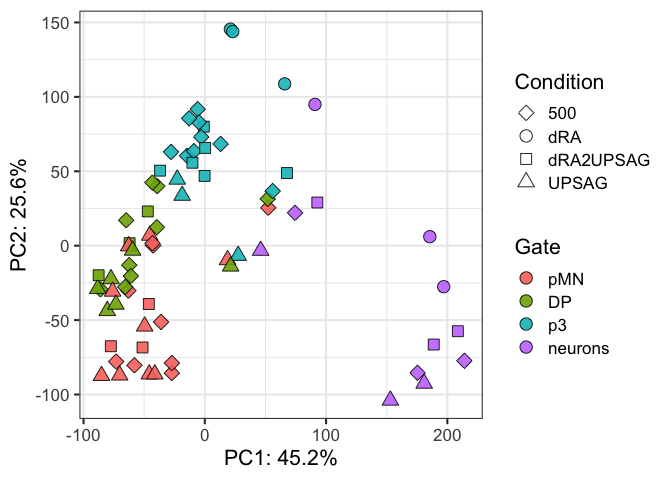 150
100
50
0
-50
-100
-100
0
100
200
PC1: 45.2%
PC2: 25.6%
Condition
500
dRA
dRA2UPSAG
UPSAG
Gate
pMN
DP
p3
neurons